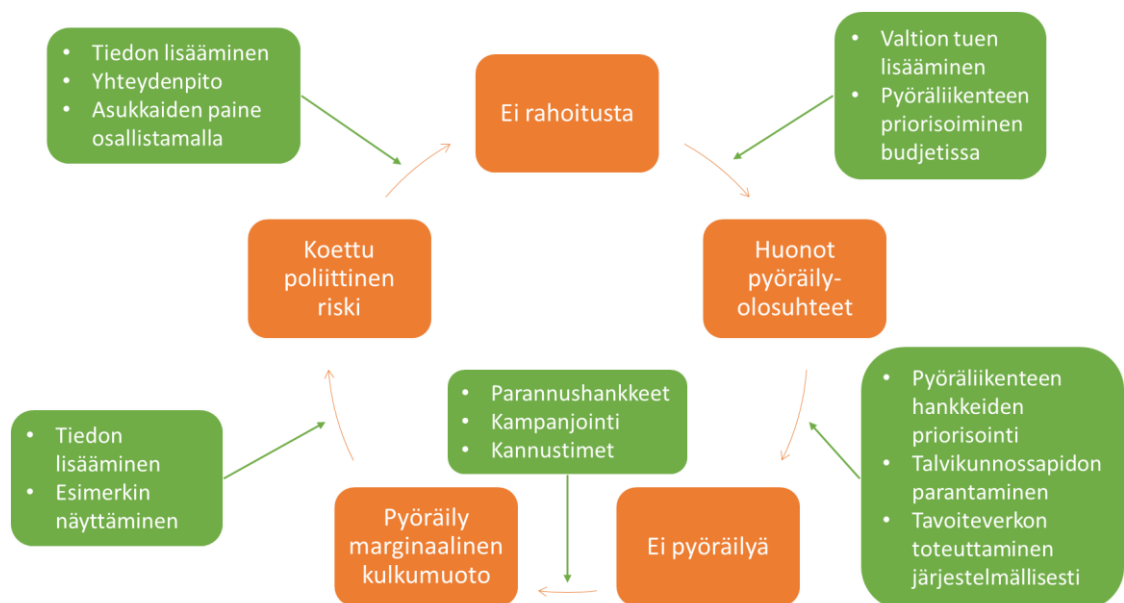 • Tiedon lisääminen
• Yhteydenpito
• Asukkaiden paine
osallistamalla
Ei rahoitusta
• Valtion tuen
lisääminen
• Pyöräliikenteen
priorisoiminen
budjetissa
Koettu
poliittinen
riski
Huonot
pyöräily-
olosuhteet
• Tiedon
lisääminen
• Esimerkin
näyttäminen
• Parannushankkeet
• Kampanjointi
• Kannustimet
• Pyöräliikenteen
hankkeiden
priorisointi
• Talvikunnossapidon
parantaminen
• Tavoiteverkon
toteuttaminen
järjestelmällisesti
Pyöräily
marginaalinen
kulkumuoto
Ei pyöräilyä